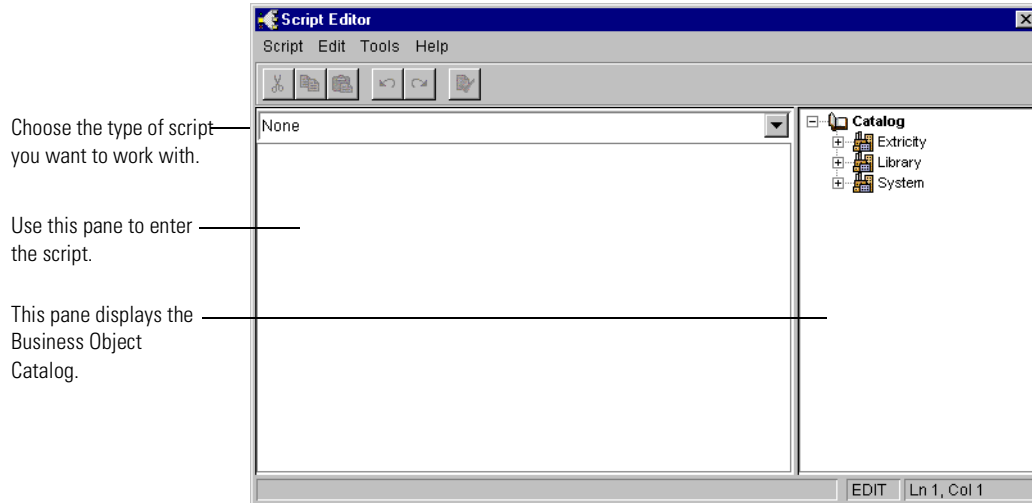 Script Editor
Script Edit Tools Help
Choose the type of script
you want to work with.
None
Catalog
Extricity
Library
System
Use this pane to enter
the script.
This pane displays the
Business Object
Catalog.
EDIT
Ln 1, Col 1